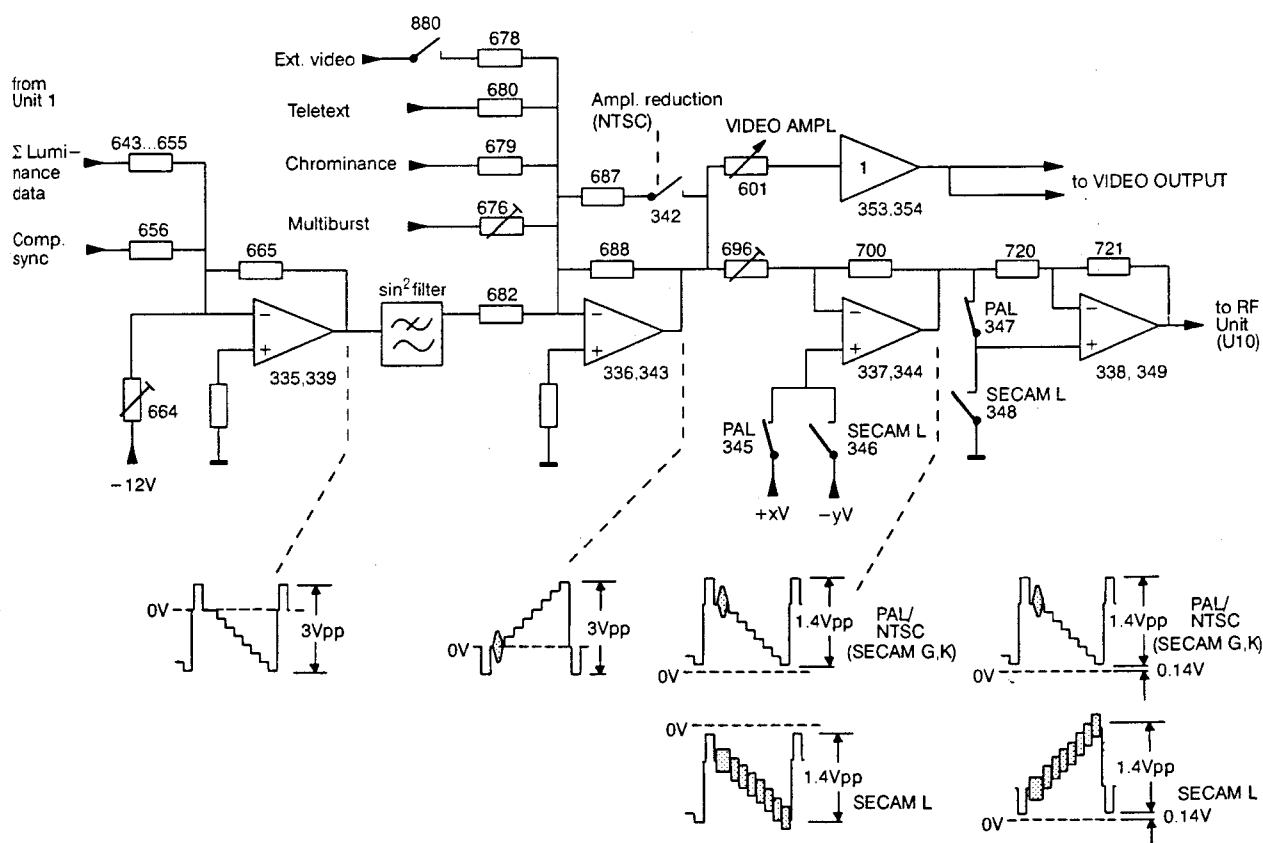 880
678
Ext. video
from
Unit 1
680
Teletext
Ampl. reduction
(NTSC)
VIDEO AMPL
643...655
679
Σ Lumi-
nance
data
Chrominance
687
601
1
353,354
to VIDEO OUTPUT
342
676
Multiburst
656
Comp.
sync
665
688
696
700
720
721
sin² filter
682
PAL
347
to RF
Unit
(U10)
−
+
335,339
−
+
336,343
−
+
337,344
−
+
338, 349
664
SECAM L
348
PAL
345
SECAM L
346
−12V
+xV
−yV
0V
3Vpp
0V
3Vpp
0V
1.4Vpp
PAL/
NTSC
(SECAM G,K)
0V
1.4Vpp
0.14V
PAL/
NTSC
(SECAM G,K)
0V
1.4Vpp
SECAM L
0V
1.4Vpp
0.14V
SECAM L